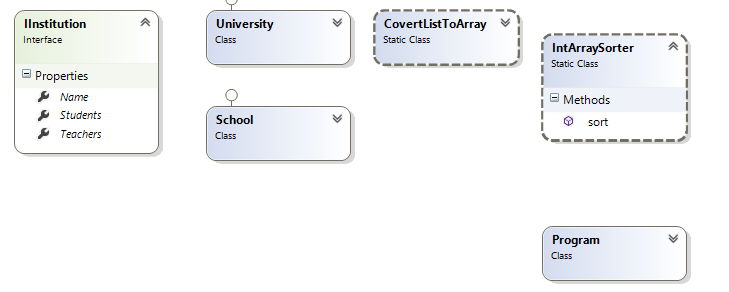 IInstitution
Interface
Properties
Name
Students
Teachers
University
Class
School
Class
CovertListToArray
Static Class
IntArraySorter
Static Class
Methods
sort
Program
Class